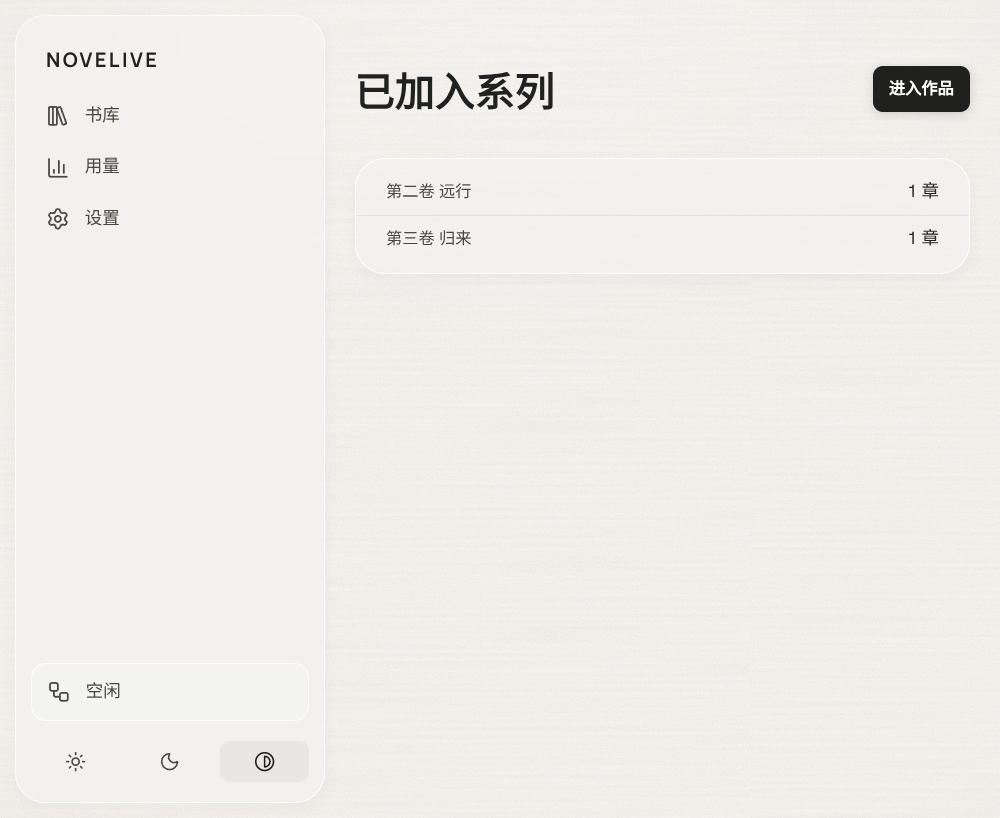 NOVELIVE
书库
用量
设置
空闲
已加入系列
进入作品
第二卷 远行
1 章
第三卷 归来
1 章